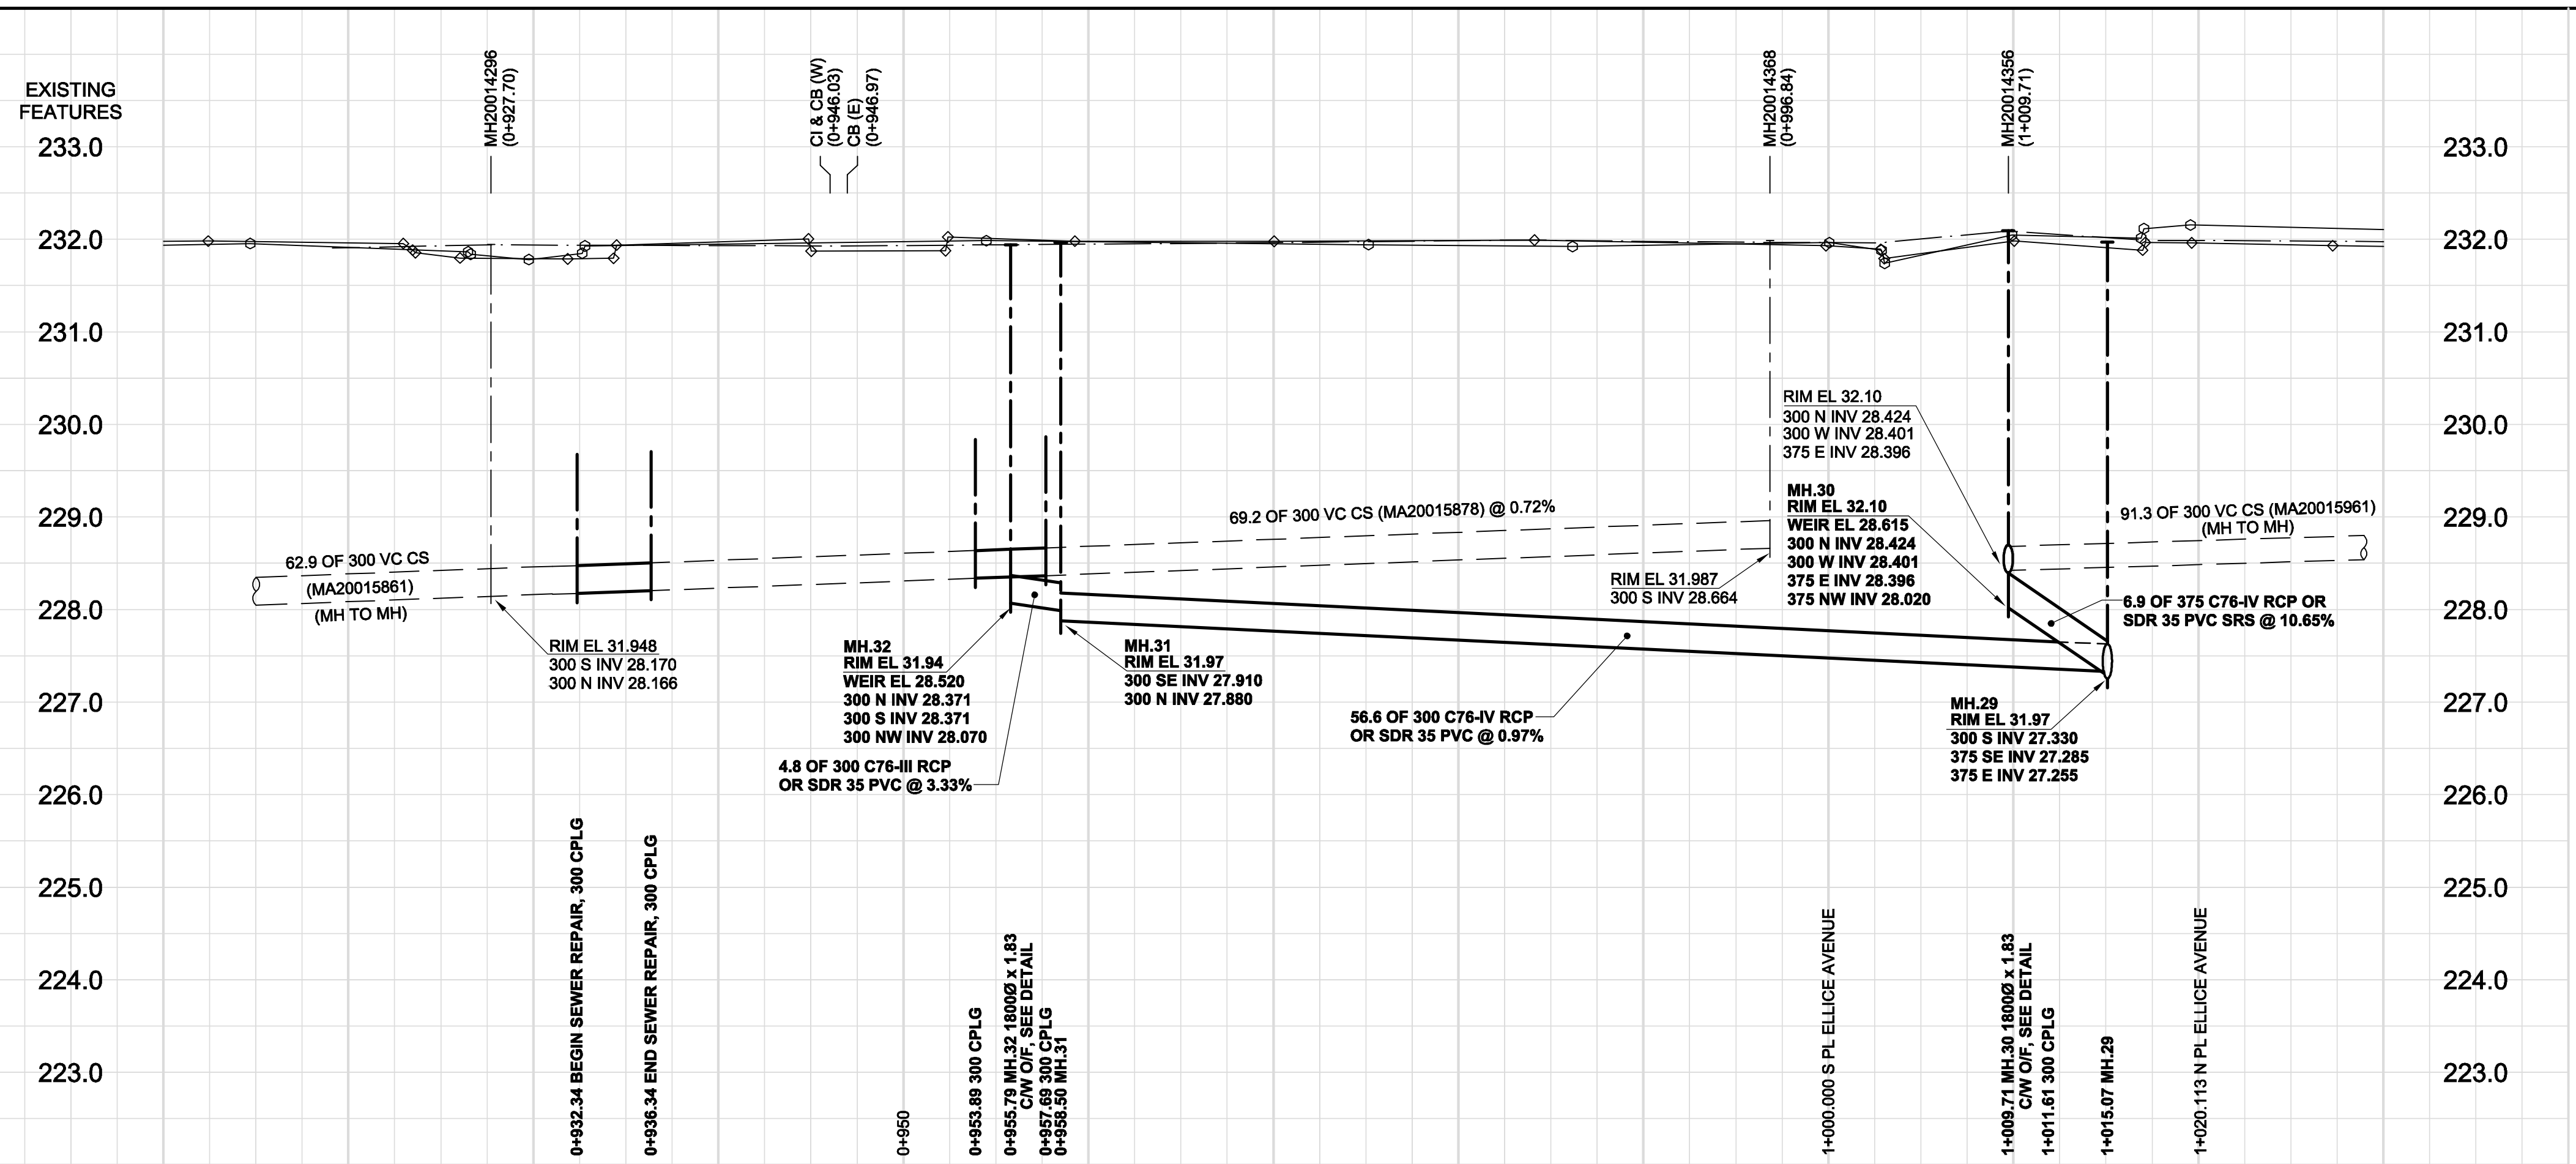 EXISTING
FEATURES
MH20014296
(0+927.70)
CI & CB (W)
(0+946.03)
CB (E)
(0+946.97)
MH20014368
(0+996.84)
MH20014356
(1+009.71)
233.0
233.0
232.0
232.0
231.0
231.0
230.0
230.0
229.0
229.0
228.0
228.0
227.0
227.0
226.0
226.0
225.0
225.0
224.0
224.0
223.0
223.0
62.9 OF 300 VC CS
(MA20015861)
(MH TO MH)
RIM EL 31.948
300 S INV 28.170
300 N INV 28.166
MH.32
RIM EL 31.94
WEIR EL 28.520
300 N INV 28.371
300 S INV 28.371
300 NW INV 28.070
4.8 OF 300 C76-III RCP
OR SDR 35 PVC @ 3.33%
MH.31
RIM EL 31.97
300 SE INV 27.910
300 N INV 27.880
69.2 OF 300 VC CS (MA20015878) @ 0.72%
56.6 OF 300 C76-IV RCP
OR SDR 35 PVC @ 0.97%
RIM EL 31.987
300 S INV 28.664
RIM EL 32.10
300 N INV 28.424
300 W INV 28.401
375 E INV 28.396
MH.30
RIM EL 32.10
WEIR EL 28.615
300 N INV 28.424
300 W INV 28.401
375 E INV 28.396
375 NW INV 28.020
91.3 OF 300 VC CS (MA20015961)
(MH TO MH)
6.9 OF 375 C76-IV RCP OR
SDR 35 PVC SRS @ 10.65%
MH.29
RIM EL 31.97
300 S INV 27.330
375 SE INV 27.285
375 E INV 27.255
0+932.34 BEGIN SEWER REPAIR, 300 CPLG
0+936.34 END SEWER REPAIR, 300 CPLG
0+950
0+953.89 300 CPLG
0+955.79 MH.32 1800Ø x 1.83
C/W O/F, SEE DETAIL
0+957.69 300 CPLG
0+958.50 MH.31
1+000.000 S PL ELLICE AVENUE
1+009.71 MH.30 1800Ø x 1.83
C/W O/F, SEE DETAIL
1+011.61 300 CPLG
1+015.07 MH.29
1+020.113 N PL ELLICE AVENUE